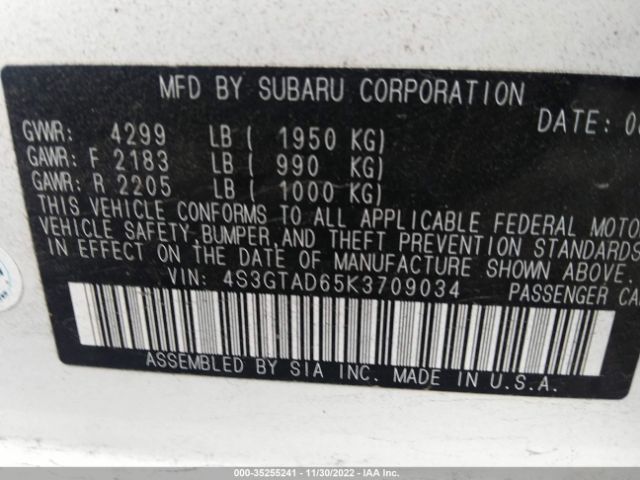 MFD BY SUBARU CORPORATION
DATE: 0
GVWR: 4299 LB ( 1950 KG)
GAWR: F 2183 LB ( 990 KG)
GAWR: R 2205 LB ( 1000 KG)
THIS VEHICLE CONFORMS TO ALL APPLICABLE FEDERAL MOTO
VEHICLE SAFETY,BUMPER,AND THEFT PREVENTION STANDARDS
IN EFFECT ON THE DATE OF MANUFACTURE SHOWN ABOVE.
VIN: 4S3GTAD65K3709034 PASSENGER CA
ASSEMBLED BY SIA INC. MADE IN U.S.A.
000-35255241 - 11/30/2022 - IAA Inc.